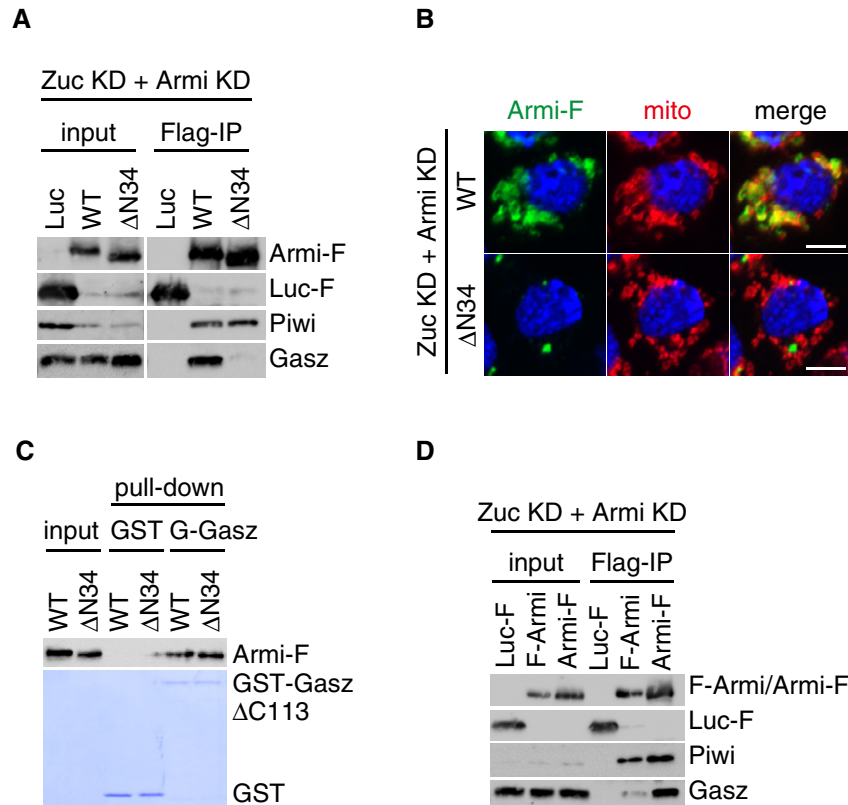 A
Zuc KD + Armi KD
input Flag-IP
Luc WT ΔN34 Luc WT ΔN34
Armi-F
Luc-F
Piwi
Gasz
B
Armi-F mito merge
Zuc KD + Armi KD
WT
ΔN34
C
pull-down
input GST G-Gasz
WT ΔN34 WT ΔN34 WT ΔN34
Armi-F
GST-Gasz
ΔC113
GST
D
Zuc KD + Armi KD
input Flag-IP
Luc-F F-Armi Armi-F Luc-F F-Armi Armi-F
F-Armi/Armi-F
Luc-F
Piwi
Gasz